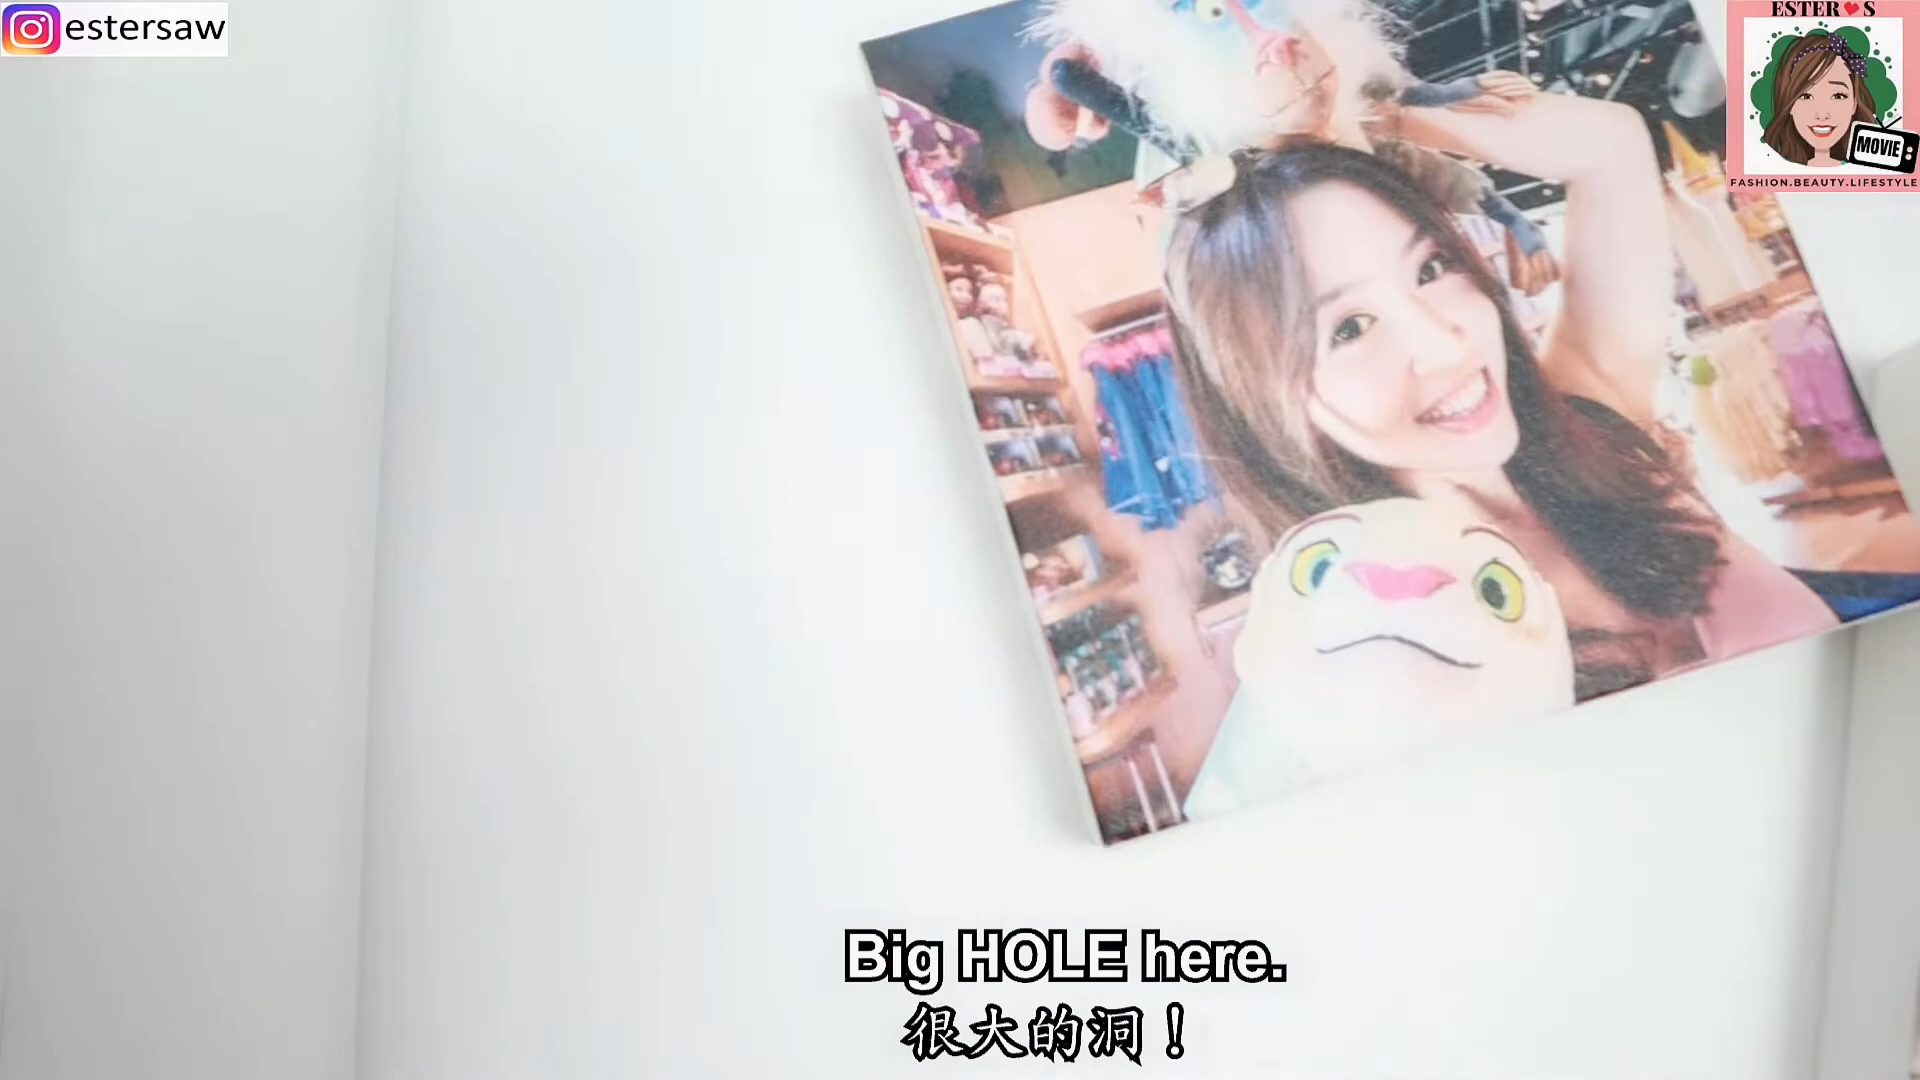 estersaw
ESTER❤S
MOVIE
FASHION.BEAUTY.LIFESTYLE
Big HOLE here.
很大的洞！